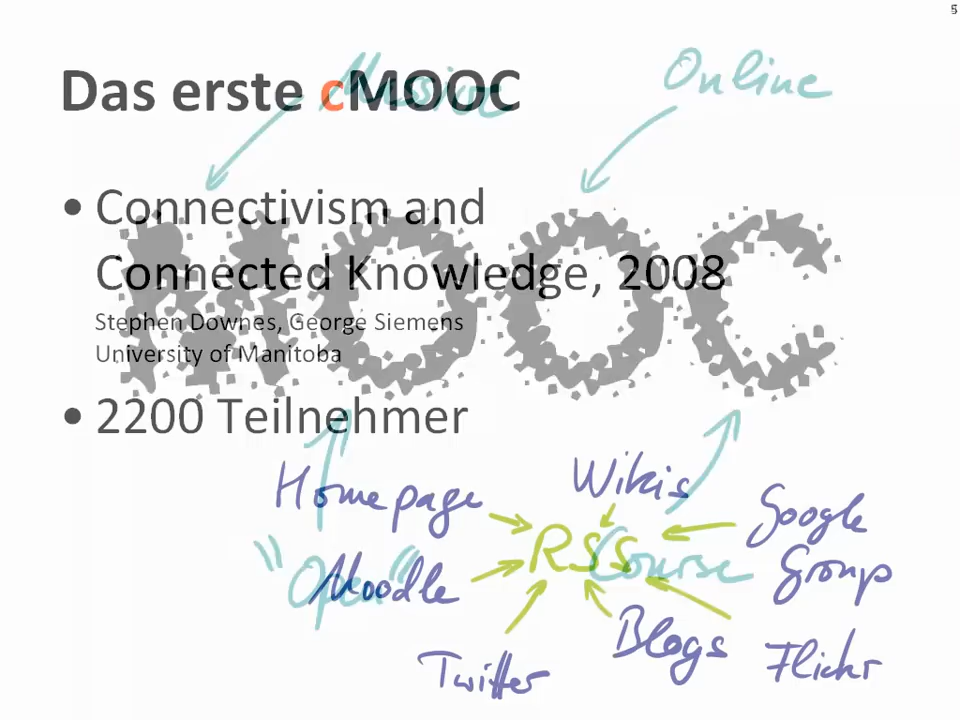 5
Das erste cMOOC
Massive
Online
• Connectivism and
Connected Knowledge, 2008
MOOC
Stephen Downes, George Siemens
University of Manitoba
• 2200 Teilnehmer
Homepage
Wikis
Google
Groups
RSS
Course
"Open"
Moodle
Twitter
Blogs
Flickr